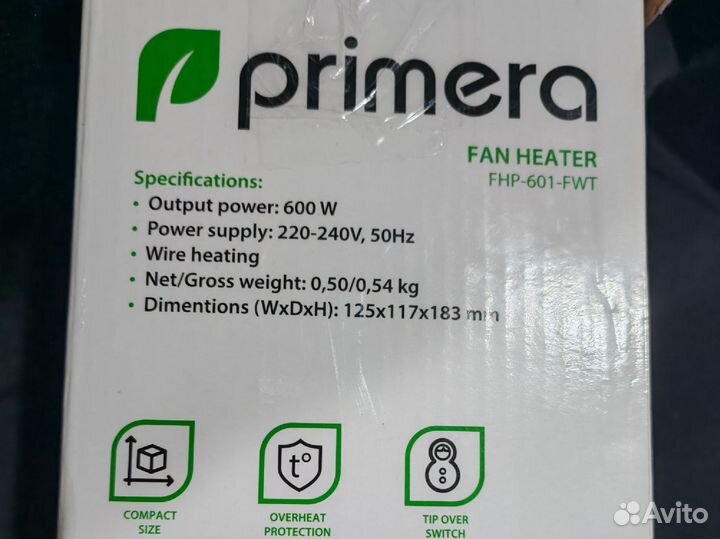 primera
FAN HEATER
FHP-601-FWT
Specifications:
• Output power: 600 W
• Power supply: 220-240V, 50Hz
• Wire heating
• Net/Gross weight: 0,50/0,54 kg
• Dimentions (WxDxH): 125x117x183 mm
t°
COMPACT
SIZE
OVERHEAT
PROTECTION
TIP OVER
SWITCH
Avito